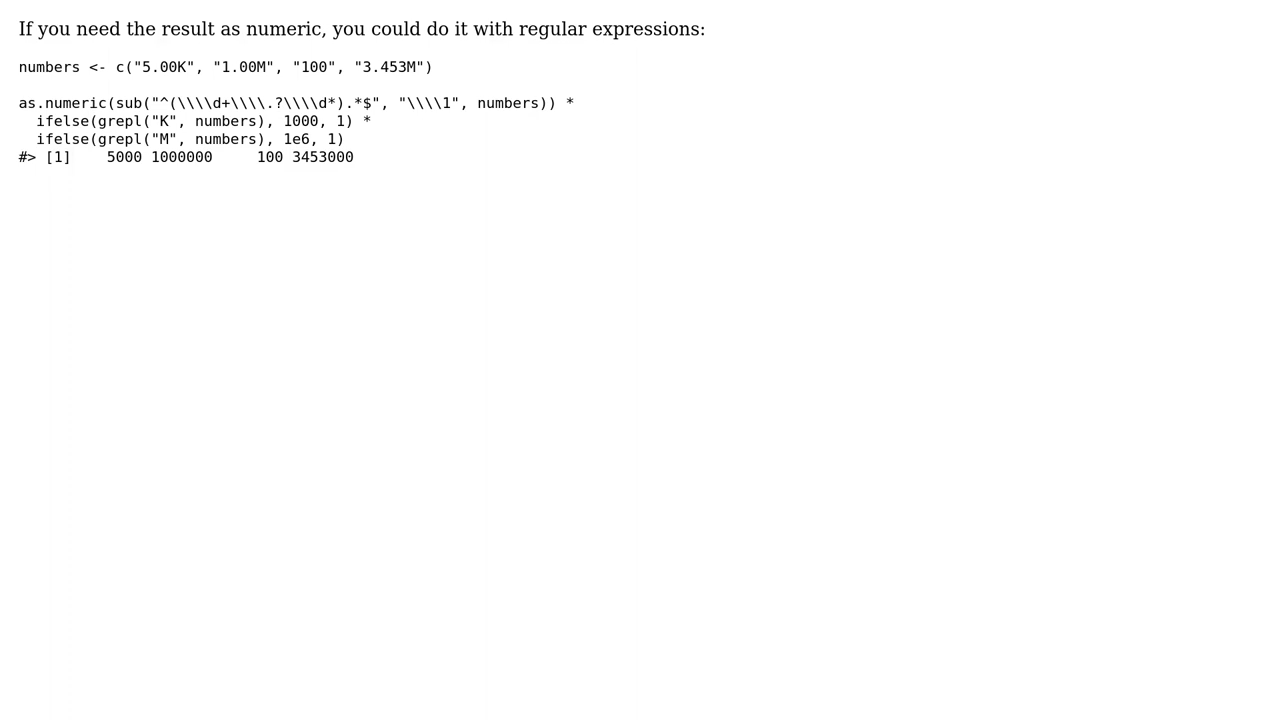 If you need the result as numeric, you could do it with regular expressions:
numbers <- c("5.00K", "1.00M", "100", "3.453M")
as.numeric(sub("^(\\\\d+\\\\.?\\\\d*).*$", "\\\\1", numbers)) *
  ifelse(grepl("K", numbers), 1000, 1) *
  ifelse(grepl("M", numbers), 1e6, 1)
#> [1]    5000 1000000     100 3453000